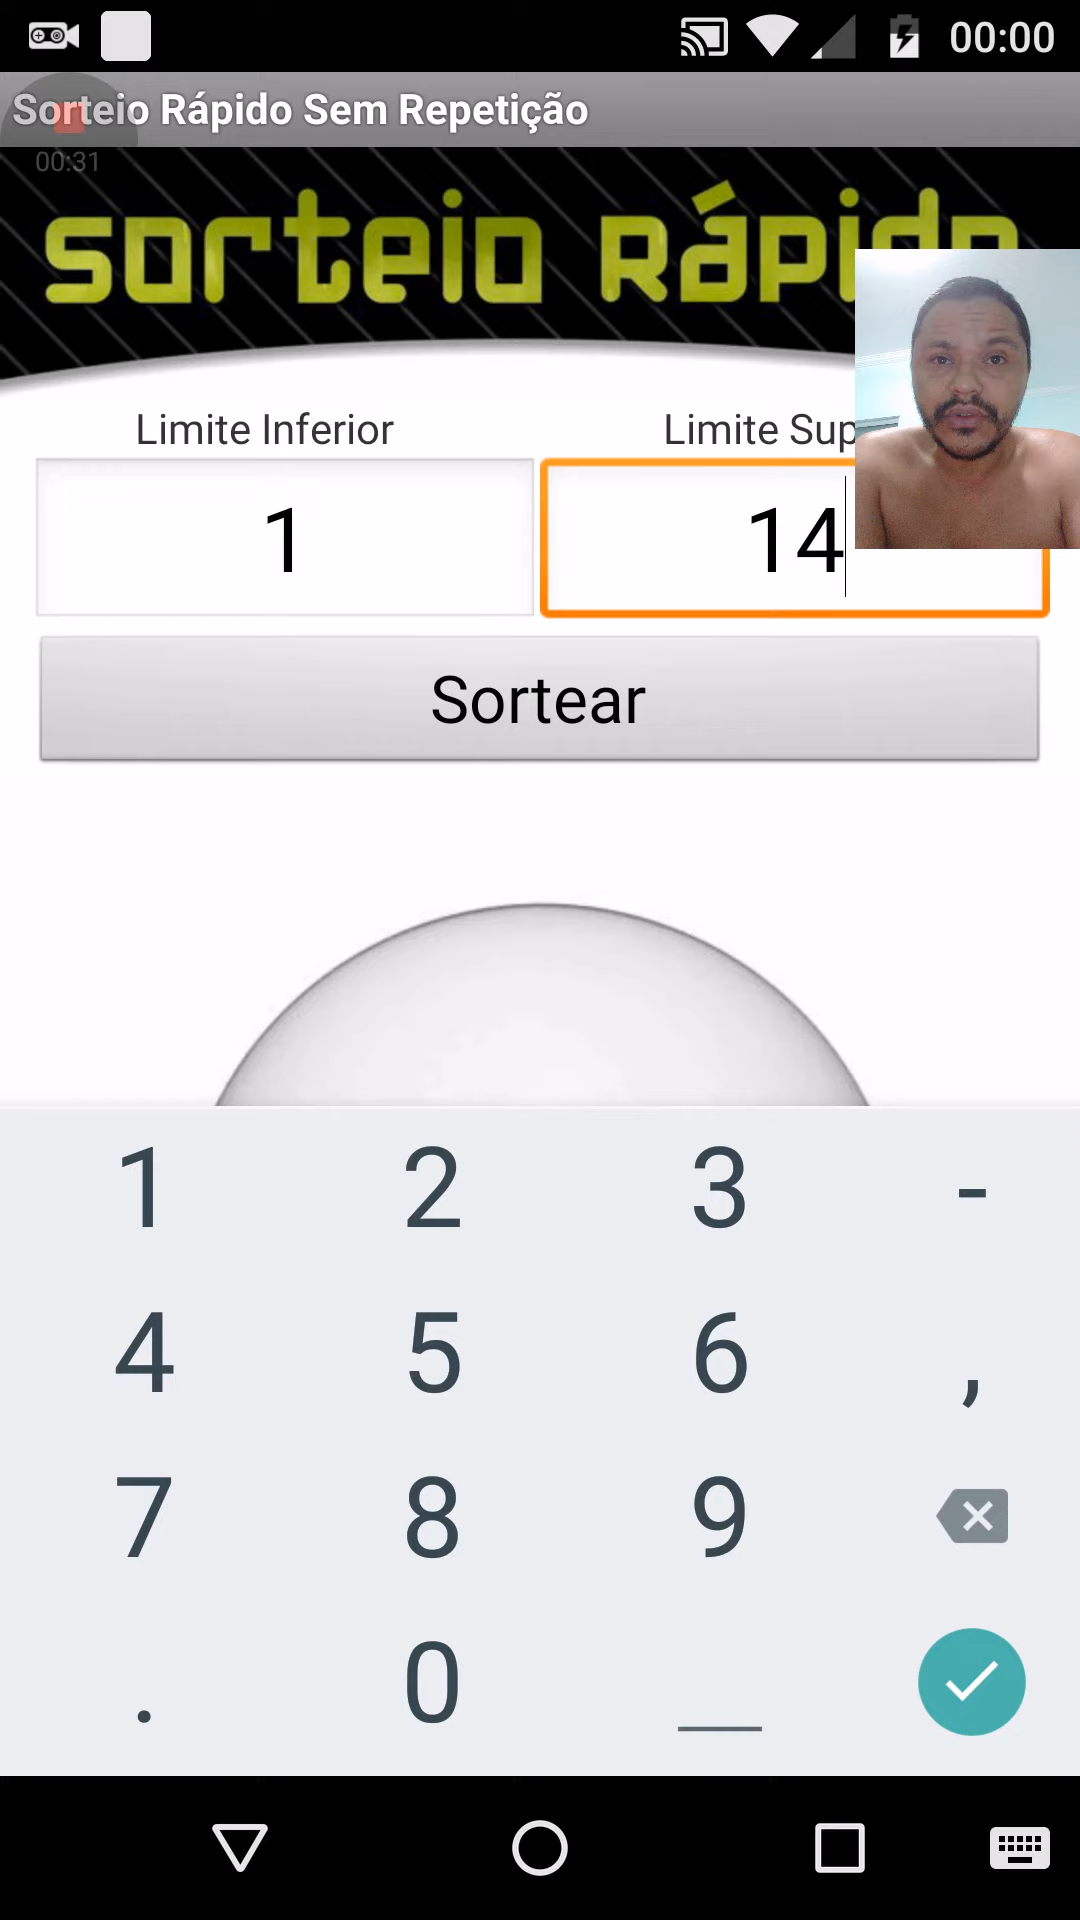 00:00
Sorteio Rápido Sem Repetição
00:31
sorteio Rápido
Limite Inferior
Limite Sup
1
14
Sortear
1 2 3 -
4 5 6 ,
7 8 9
. 0